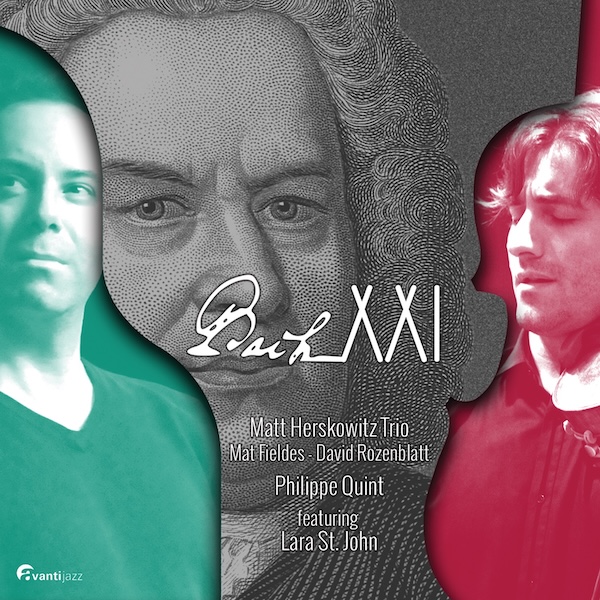 Bach XXI
Matt Herskowitz Trio
Mat Fieldes - David Rozenblatt
Philippe Quint
featuring
Lara St. John
avantijazz